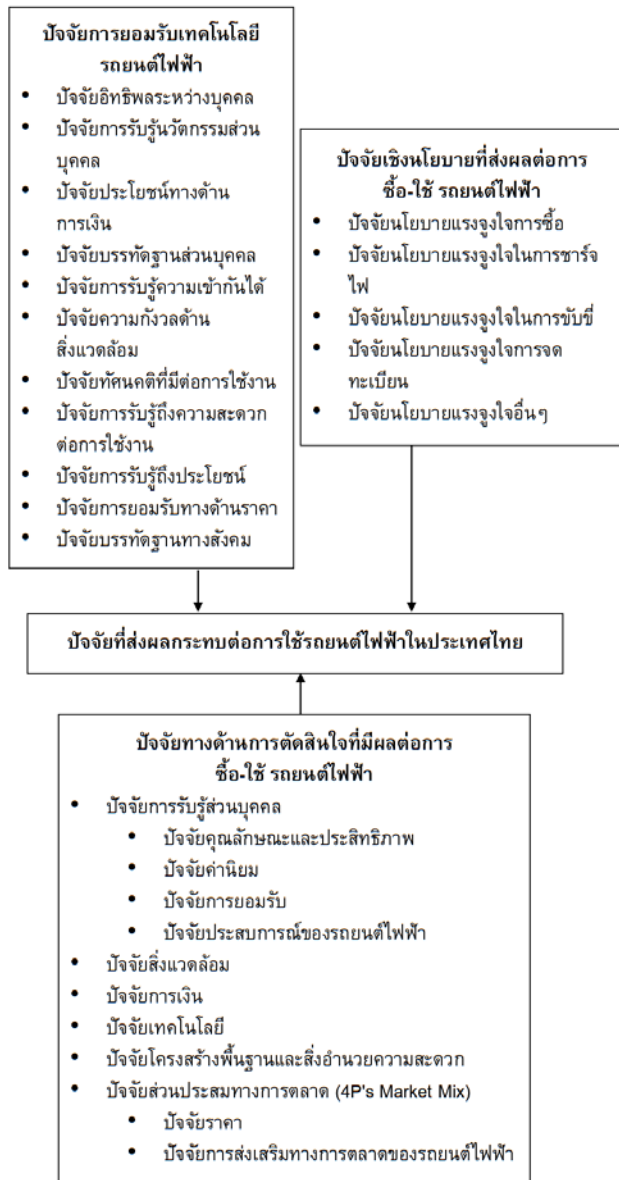 ปัจจัยการยอมรับเทคโนโลยี
รถยนต์ไฟฟ้า
• ปัจจัยอิทธิพลระหว่างบุคคล
• ปัจจัยการรับรู้นวัตกรรมส่วน
บุคคล
• ปัจจัยประโยชน์ทางด้าน
การเงิน
• ปัจจัยบรรทัดฐานส่วนบุคคล
• ปัจจัยการรับรู้ความเข้ากันได้
• ปัจจัยความกังวลด้าน
สิ่งแวดล้อม
• ปัจจัยทัศนคติที่มีต่อการใช้งาน
• ปัจจัยการรับรู้ถึงความสะดวก
ต่อการใช้งาน
• ปัจจัยการรับรู้ถึงประโยชน์
• ปัจจัยการยอมรับทางด้านราคา
• ปัจจัยบรรทัดฐานทางสังคม
ปัจจัยเชิงนโยบายที่ส่งผลต่อการ
ซื้อ-ใช้ รถยนต์ไฟฟ้า
• ปัจจัยนโยบายแรงจูงใจการซื้อ
• ปัจจัยนโยบายแรงจูงใจในการชาร์จ
ไฟ
• ปัจจัยนโยบายแรงจูงใจในการขับขี่
• ปัจจัยนโยบายแรงจูงใจการจด
ทะเบียน
• ปัจจัยนโยบายแรงจูงใจอื่นๆ
ปัจจัยที่ส่งผลกระทบต่อการใช้รถยนต์ไฟฟ้าในประเทศไทย
ปัจจัยทางด้านการตัดสินใจที่มีผลต่อการ
ซื้อ-ใช้ รถยนต์ไฟฟ้า
• ปัจจัยการรับรู้ส่วนบุคคล
• ปัจจัยคุณลักษณะและประสิทธิภาพ
• ปัจจัยค่านิยม
• ปัจจัยการยอมรับ
• ปัจจัยประสบการณ์ของรถยนต์ไฟฟ้า
• ปัจจัยสิ่งแวดล้อม
• ปัจจัยการเงิน
• ปัจจัยเทคโนโลยี
• ปัจจัยโครงสร้างพื้นฐานและสิ่งอำนวยความสะดวก
• ปัจจัยส่วนประสมทางการตลาด (4P's Market Mix)
• ปัจจัยราคา
• ปัจจัยการส่งเสริมทางการตลาดของรถยนต์ไฟฟ้า